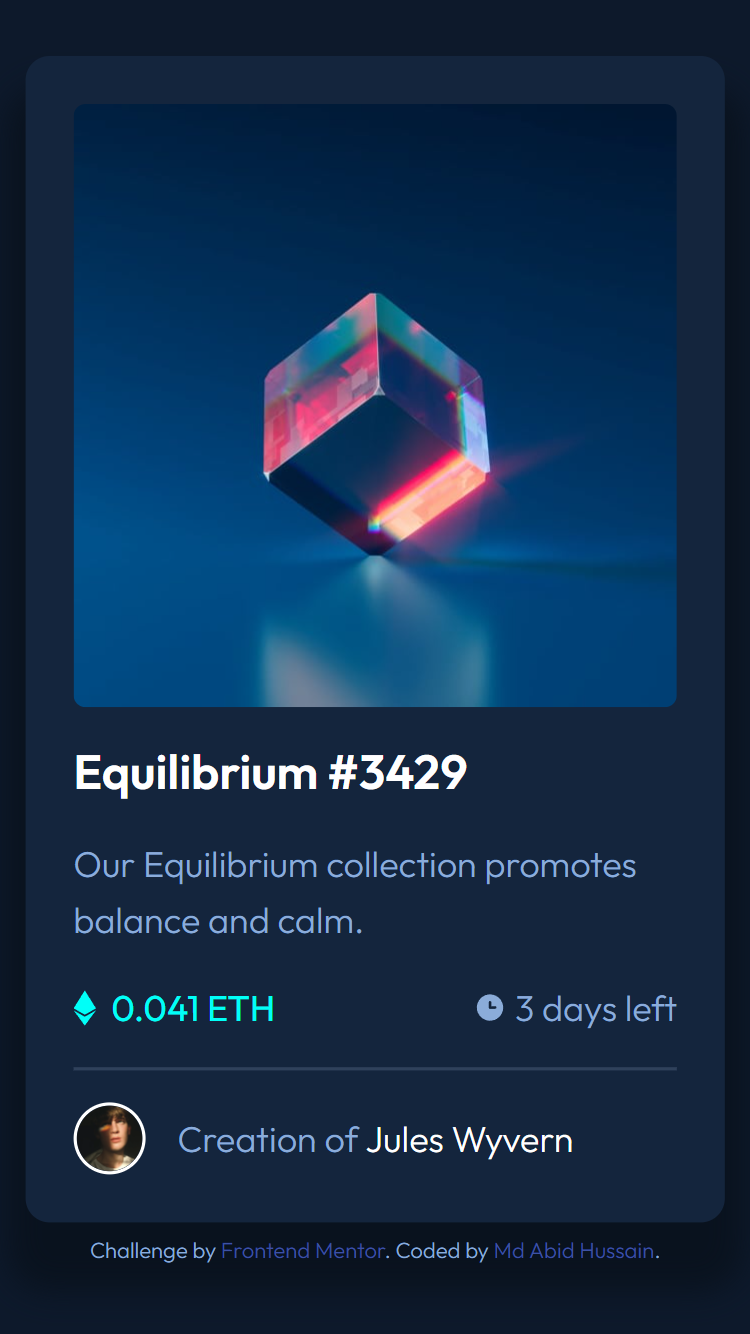 Equilibrium #3429
Our Equilibrium collection promotes
balance and calm.
0.041 ETH
3 days left
Creation of Jules Wyvern
Challenge by Frontend Mentor. Coded by Md Abid Hussain.